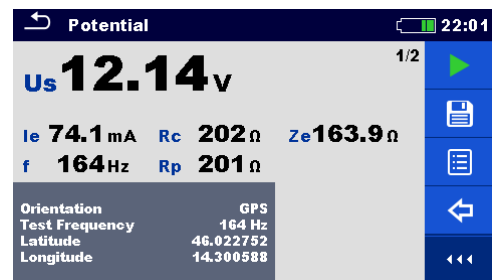 Potential 22:01
1/2
Us 12.14 V
Ie 74.1 mA Rc 202 Ω Ze 163.9 Ω
f 164 Hz Rp 201 Ω
Orientation GPS
Test Frequency 164 Hz
Latitude 46.022752
Longitude 14.300588